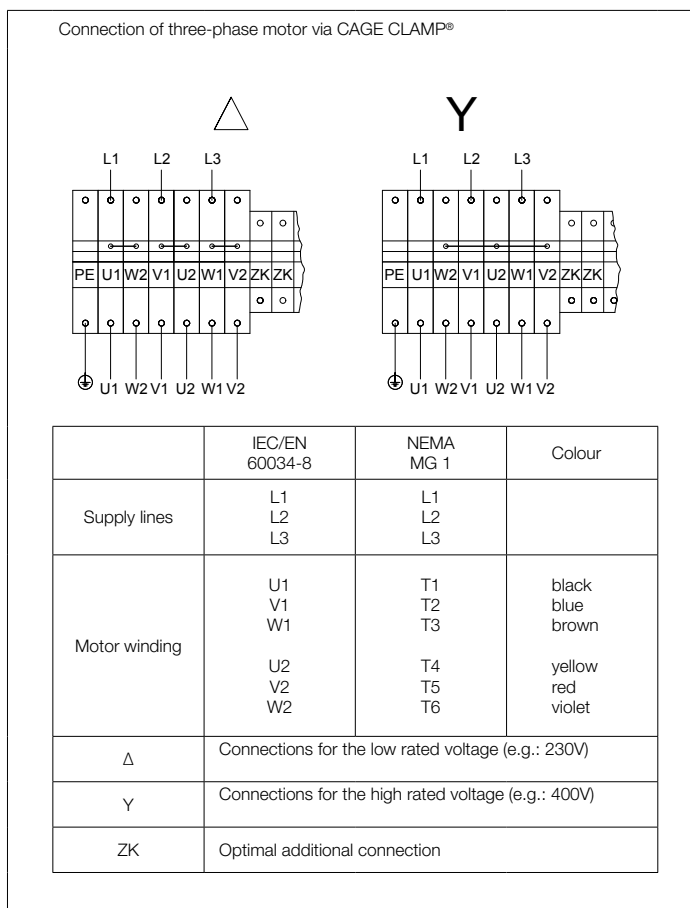 Connection of three-phase motor via CAGE CLAMP®
Δ Y
L1 L2 L3 L1 L2 L3
PE U1 W2 V1 U2 W1 V2 ZK ZK PE U1 W2 V1 U2 W1 V2 ZK ZK
U1 W2 V1 U2 W1 V2 U1 W2 V1 U2 W1 V2
IEC/EN NEMA Colour
60034-8 MG 1
Supply lines
L1 L1
L2 L2
L3 L3
Motor winding
U1 T1 black
V1 T2 blue
W1 T3 brown
U2 T4 yellow
V2 T5 red
W2 T6 violet
Δ Connections for the low rated voltage (e.g.: 230V)
Y Connections for the high rated voltage (e.g.: 400V)
ZK Optimal additional connection